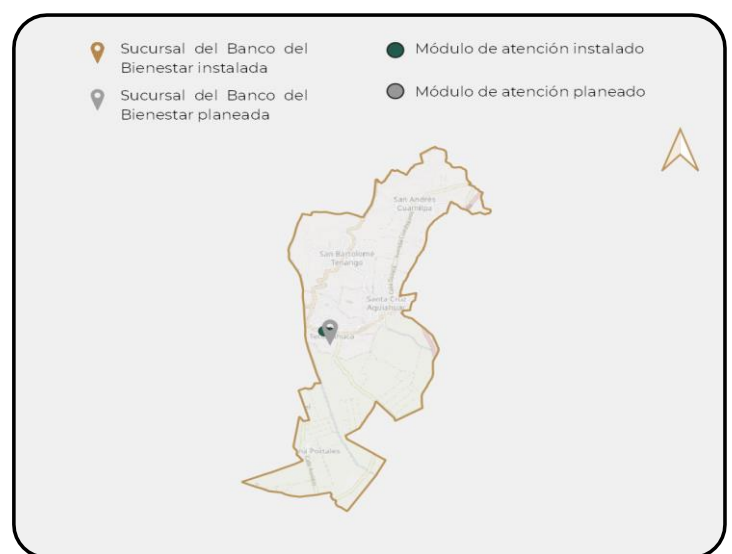 Sucursal del Banco del
Bienestar instalada
Sucursal del Banco del
Bienestar planeada
Módulo de atención instalado
Módulo de atención planeado
San Andrés
Cuamilpa
San Bartolomé
Tenango
Santa Cruz
Aquiahuac